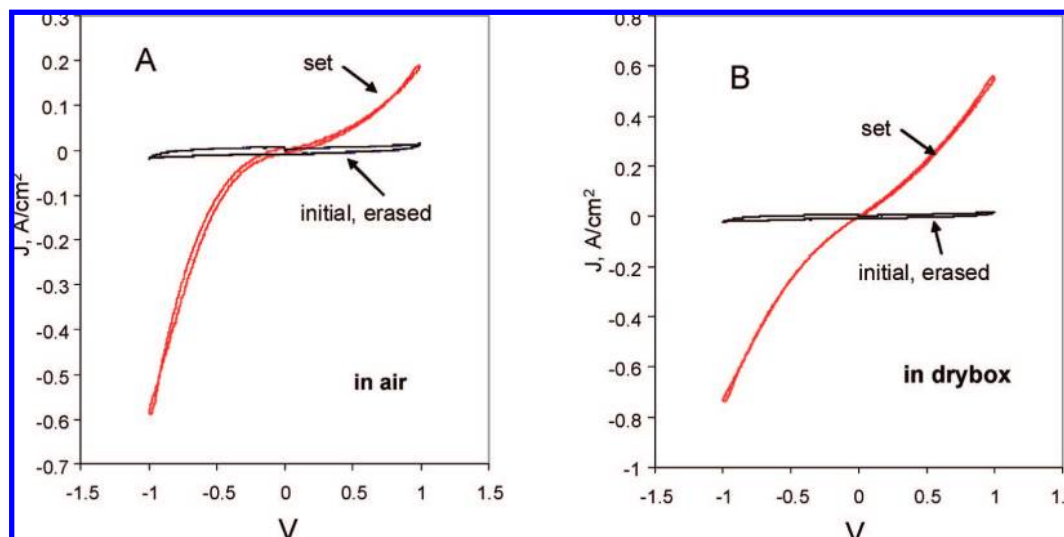 A
0.3
0.2
0.1
0
-0.1
-0.2
-0.3
-0.4
-0.5
-0.6
-0.7
J, A/cm²
set
initial, erased
in air
-1.5 -1 -0.5 0 0.5 1 1.5
V
B
0.8
0.6
0.4
0.2
0
-0.2
-0.4
-0.6
-0.8
-1
J, A/cm²
set
initial, erased
in drybox
-1.5 -1 -0.5 0 0.5 1 1.5
V